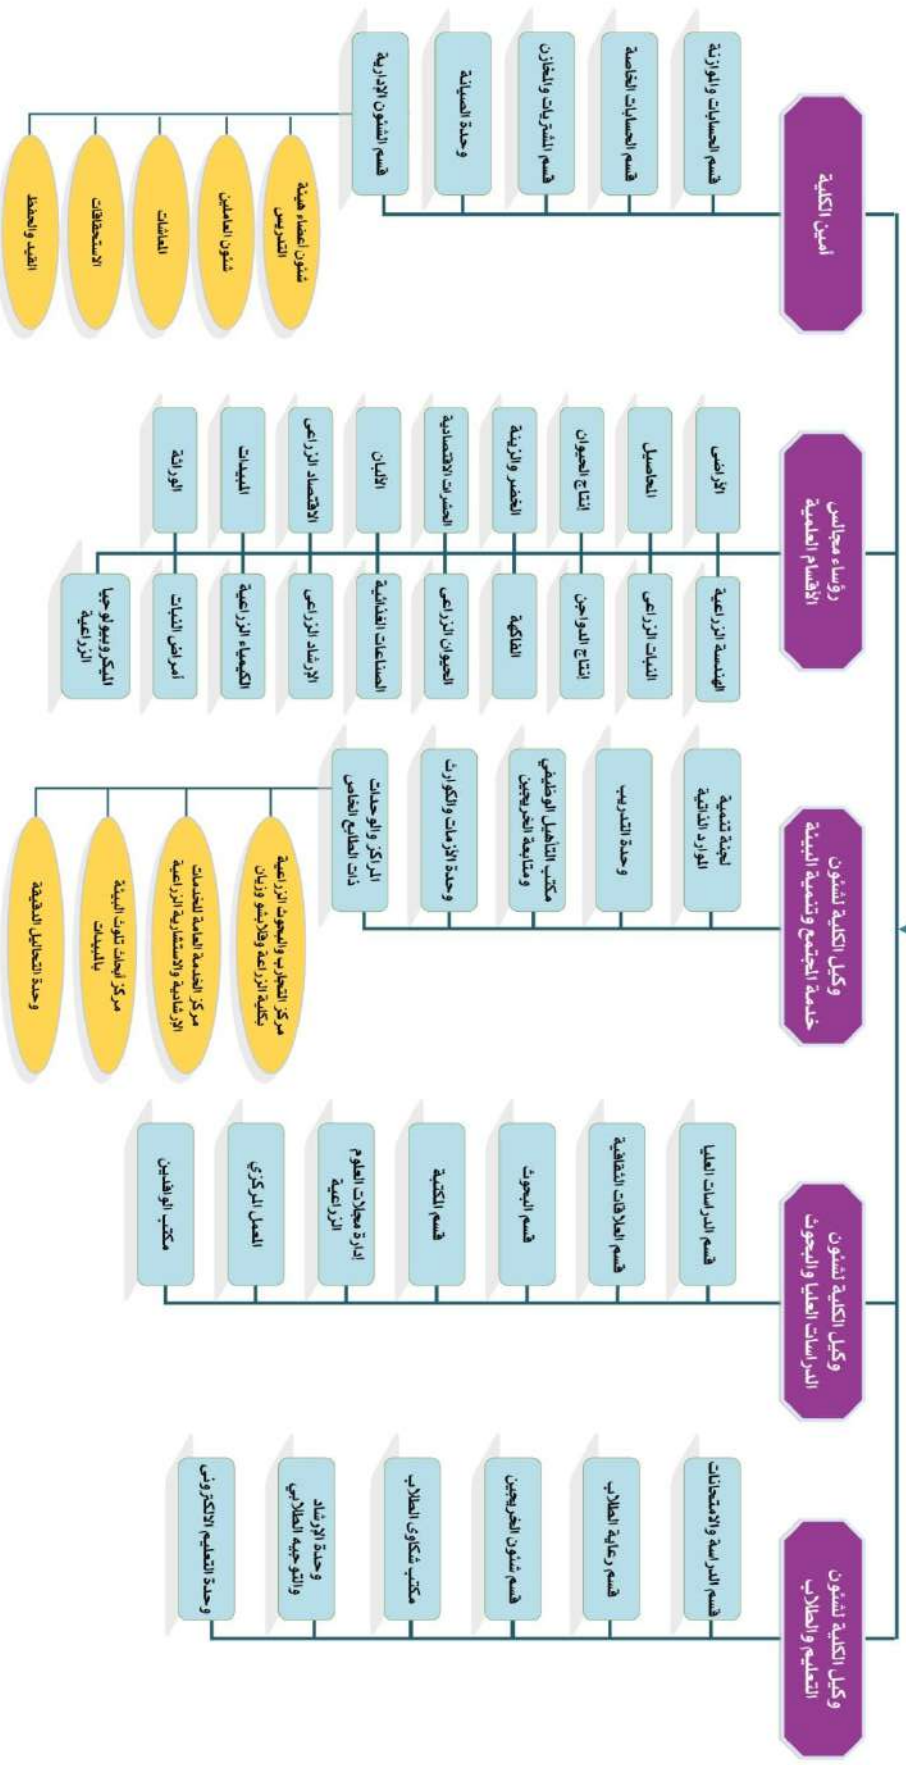 وكيل الكلية لشئون
التعليم والطلاب
قسم الدراسة والامتحانات
قسم رعاية الطلاب
قسم شئون الخريجين
مكتب شكاوى الطلاب
وحدة الإرشاد
والتوجيه الطلابي
وحدة التعليم الالكترونى
وكيل الكلية لشئون
الدراسات العليا والبحوث
قسم الدراسات العليا
قسم العلاقات الثقافية
قسم البحوث
قسم المكتبة
إدارة مجلات العلوم
الزراعية
المعمل المركزي
مكتب الوافدين
وكيل الكلية لشئون
خدمة المجتمع وتنمية البيئة
لجنة تنمية
الموارد الذاتية
وحدة التدريب
مكتب التأهيل الوظيفي
ومتابعة الخريجين
وحدة الأزمات والكوارث
المراكز والوحدات
ذات الطابع الخاص
مركز التجارب والبحوث الزراعية
بكلية الزراعة وقلابشو وزيان
مركز الخدمة العامة للخدمات
الإرشادية والاستشارية الزراعية
مركز أبحاث تلوث البيئة
بالمبيدات
وحدة التحاليل الدقيقة
رؤساء مجالس
الأقسام العلمية
الهندسة الزراعية
الأراضى
النبات الزراعى
المحاصيل
إنتاج الدواجن
إنتاج الحيوان
الفاكهة
الخضر والزينة
الحيوان الزراعى
الحشرات الاقتصادية
الصناعات الغذائية
الألبان
الإرشاد الزراعى
الاقتصاد الزراعى
الكيمياء الزراعية
المبيدات
أمراض النبات
الوراثة
الميكروبيولوجيا
الزراعية
أمين الكلية
قسم الحسابات والموازنة
قسم الحسابات الخاصة
قسم المشتريات والمخازن
وحدة الصيانة
قسم الشئون الإدارية
شئون أعضاء هيئة
التدريس
شئون العاملين
المعاشات
الاستحقاقات
القيد والحفظ